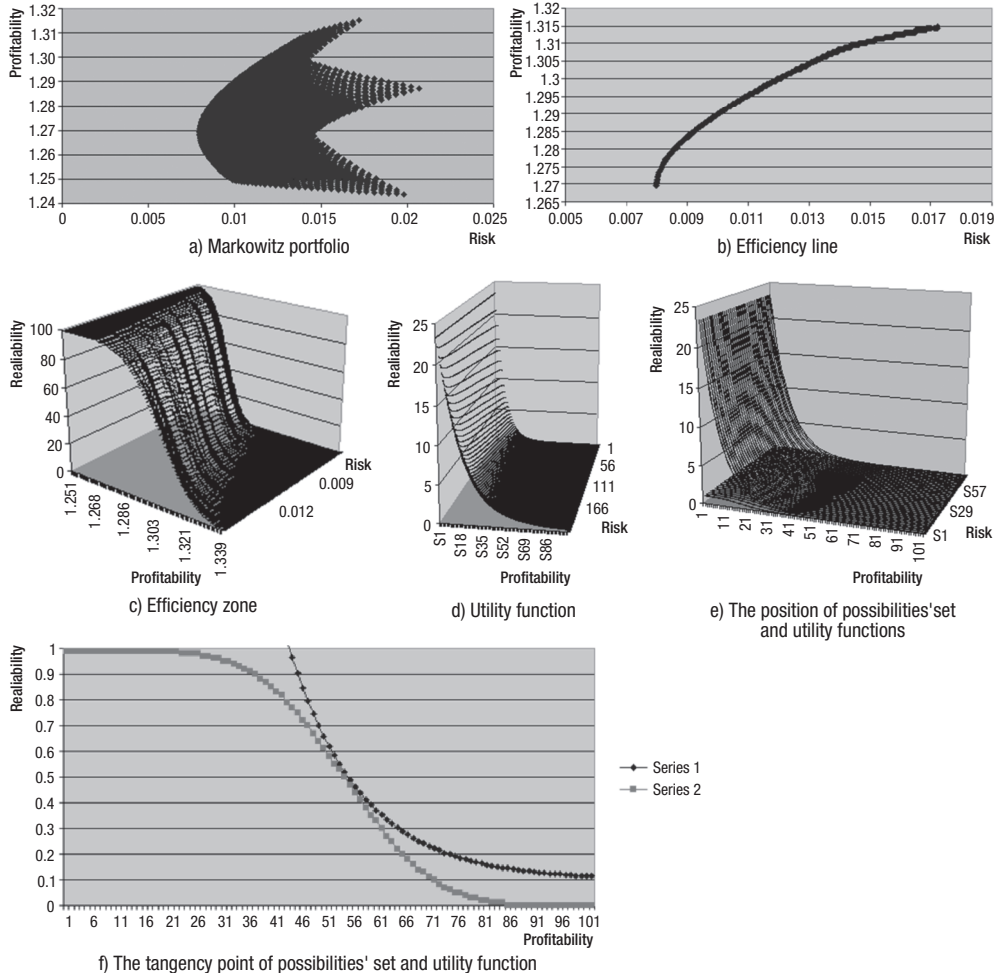 Profitability
1.32
1.31
1.30
1.29
1.28
1.27
1.26
1.25
1.24
0 0.005 0.01 0.015 0.02 0.025
Risk
a) Markowitz portfolio
Profitability
1.32
1.315
1.31
1.305
1.3
1.295
1.29
1.285
1.28
1.275
1.27
1.265
0.005 0.007 0.009 0.011 0.013 0.015 0.017 0.019
Risk
b) Efficiency line
Realiability
100
80
60
40
20
0
1.251 1.268 1.286 1.303 1.321 1.339
Risk
0.009
0.012
Profitability
c) Efficiency zone
Realiability
25
20
15
10
5
0
S1 S18 S35 S52 S69 S86
1
56
111
166
Risk
Profitability
d) Utility function
Realiability
25
20
15
10
5
0
1 11 21 31 41 51 61 71 81 91 101
S57
S29
S1
Risk
Profitability
e) The position of possibilities'set
and utility functions
Realiability
1
0.9
0.8
0.7
0.6
0.5
0.4
0.3
0.2
0.1
0
1 6 11 16 21 26 31 36 41 46 51 56 61 66 71 76 81 86 91 96 101
Profitability
Series 1
Series 2
f) The tangency point of possibilities' set and utility function